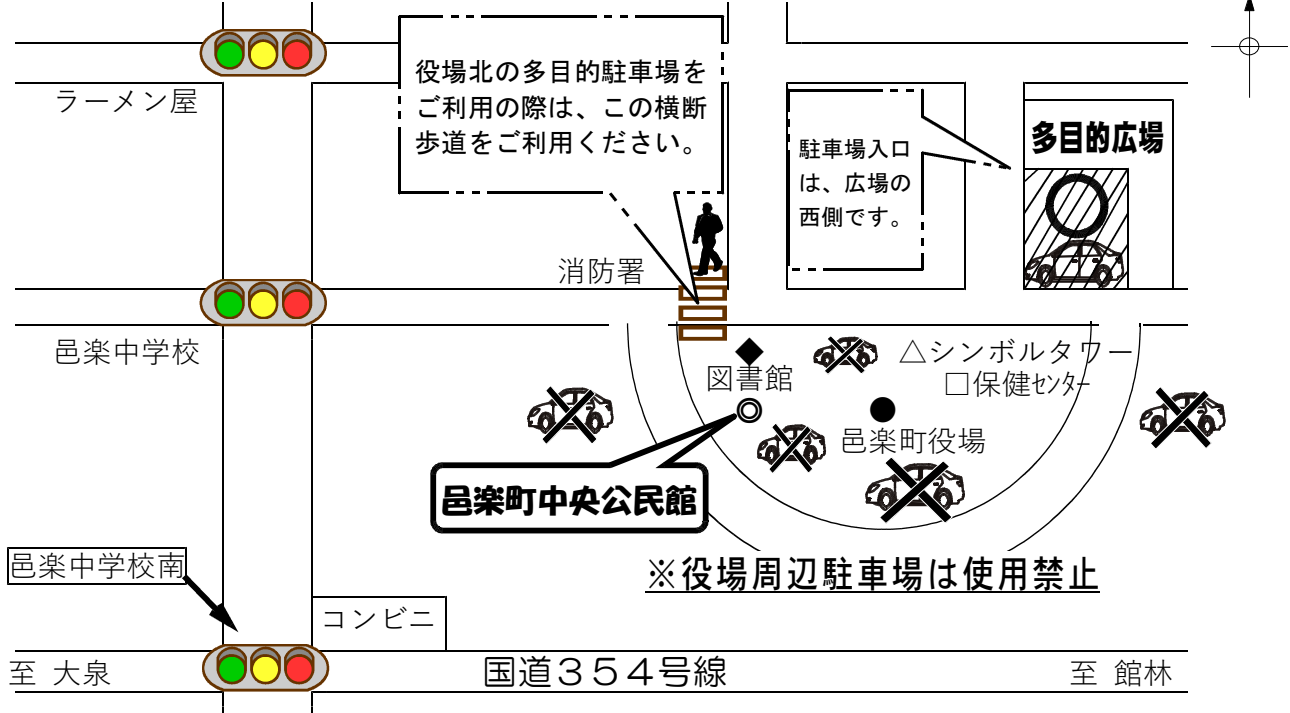 役場北の多目的駐車場を
ご利用の際は、この横断
歩道をご利用ください。
ラーメン屋
駐車場入口
は、広場の
西側です。
多目的広場
消防署
邑楽中学校
図書館
△シンボルタワー
□保健ｾﾝﾀｰ
邑楽町役場
邑楽町中央公民館
邑楽中学校南
※役場周辺駐車場は使用禁止
コンビニ
至 大泉
国道３５４号線
至 館林